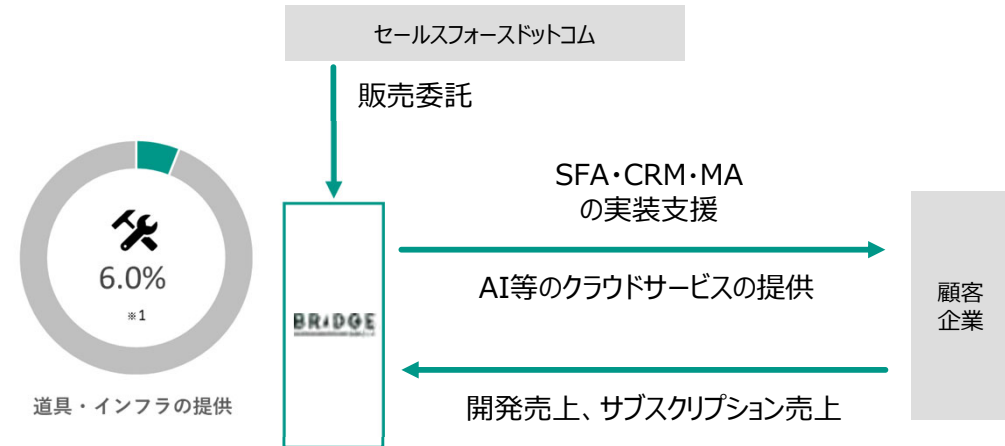 セールスフォースドットコム
販売委託
SFA・CRM・MA
の実装支援
6.0%
※1
AI等のクラウドサービスの提供
顧客
企業
BRIDGE
道具・インフラの提供
開発売上、サブスクリプション売上